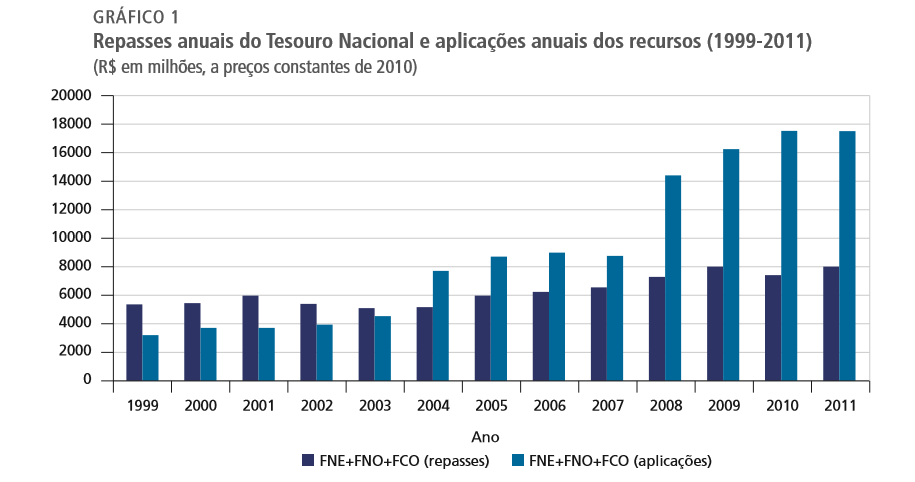 GRÁFICO 1
Repasses anuais do Tesouro Nacional e aplicações anuais dos recursos (1999-2011)
(R$ em milhões, a preços constantes de 2010)
20000
18000
16000
14000
12000
10000
8000
6000
4000
2000
0
1999 2000 2001 2002 2003 2004 2005 2006 2007 2008 2009 2010 2011
Ano
FNE+FNO+FCO (repasses) FNE+FNO+FCO (aplicações)